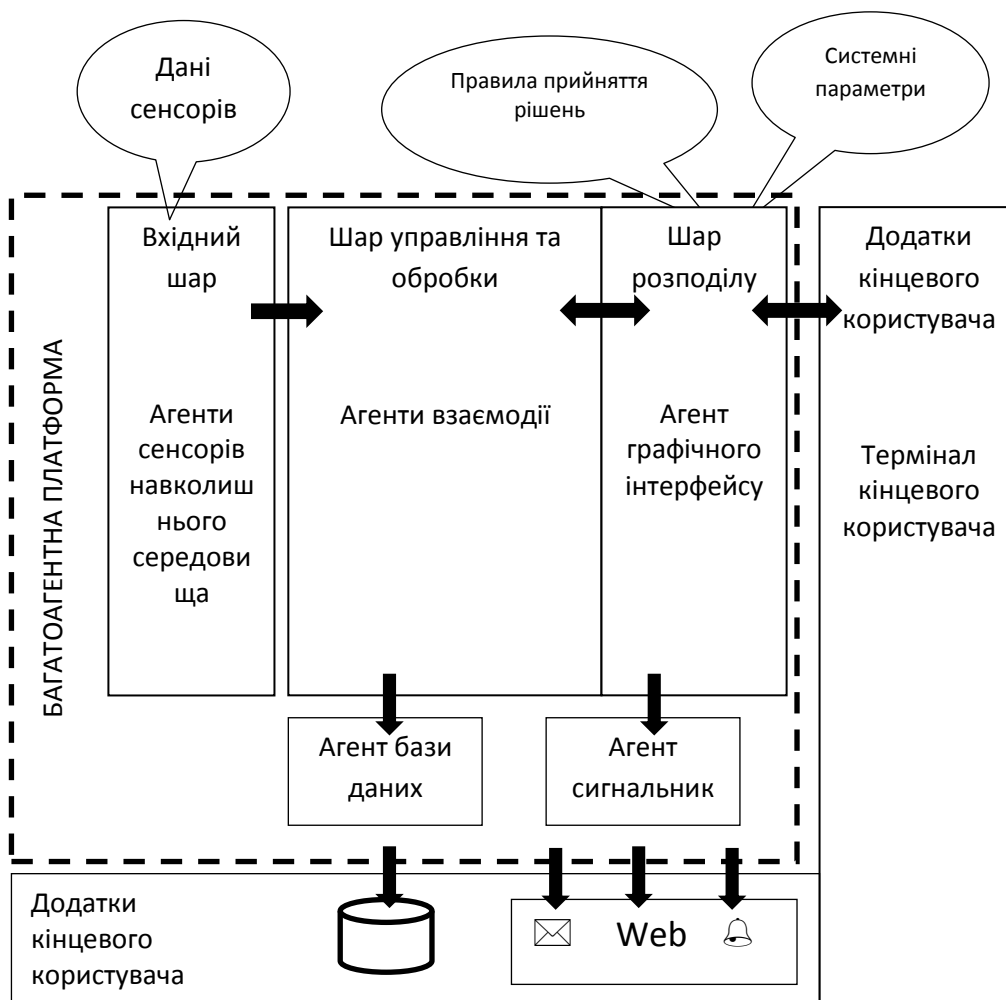 Дані
сенсорів
Правила прийняття
рішень
Системні
параметри
БАГАТОАГЕНТНА ПЛАТФОРМА
Вхідний
шар
Шар управління та
обробки
Шар
розподілу
Додатки
кінцевого
користувача
Агенти
сенсорів
навколиш
нього
середови
ща
Агенти взаємодії
Агент
графічного
інтерфейсу
Термінал
кінцевого
користувача
Агент бази
даних
Агент
сигнальник
Додатки
кінцевого
користувача
Web